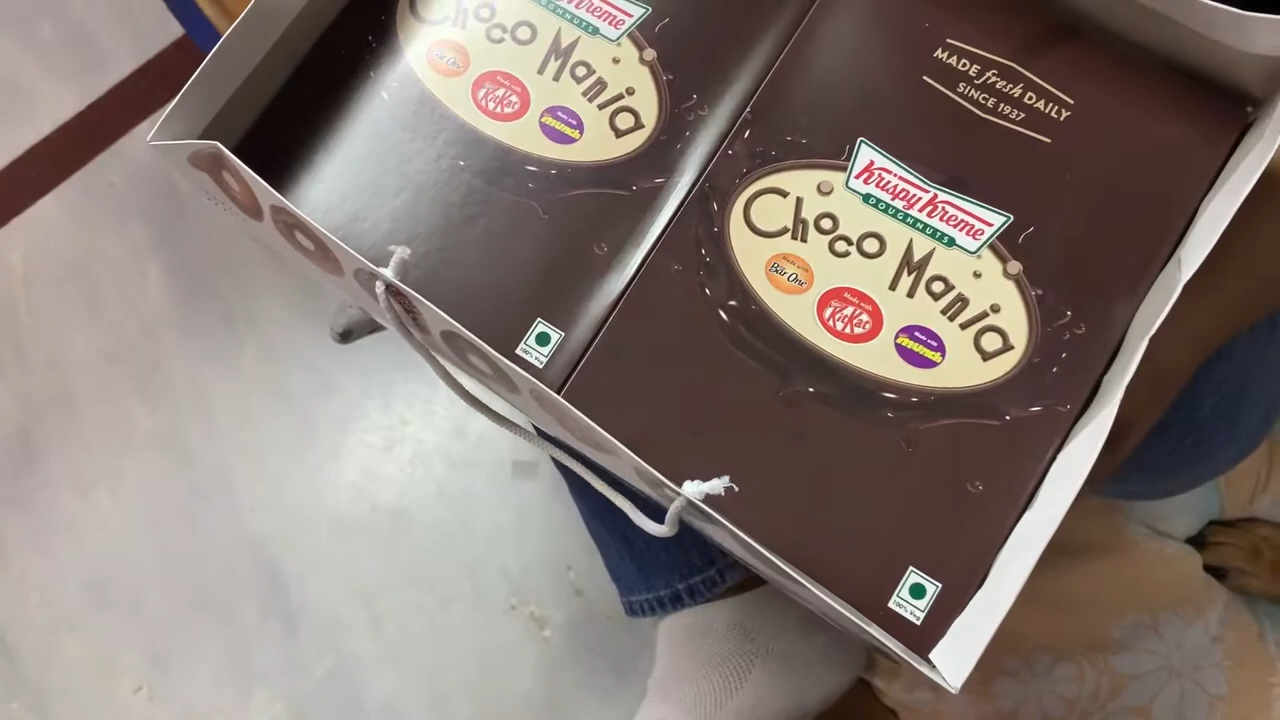 Krispy Kreme
DOUGHNUTS
Choco Mania
Bar One
Made with
KitKat
Made with
munch
100% Veg
MADE fresh DAILY
SINCE 1937
Krispy Kreme
DOUGHNUTS
Choco Mania
Made with
Bar One
Made with
KitKat
Made with
munch
100% Veg